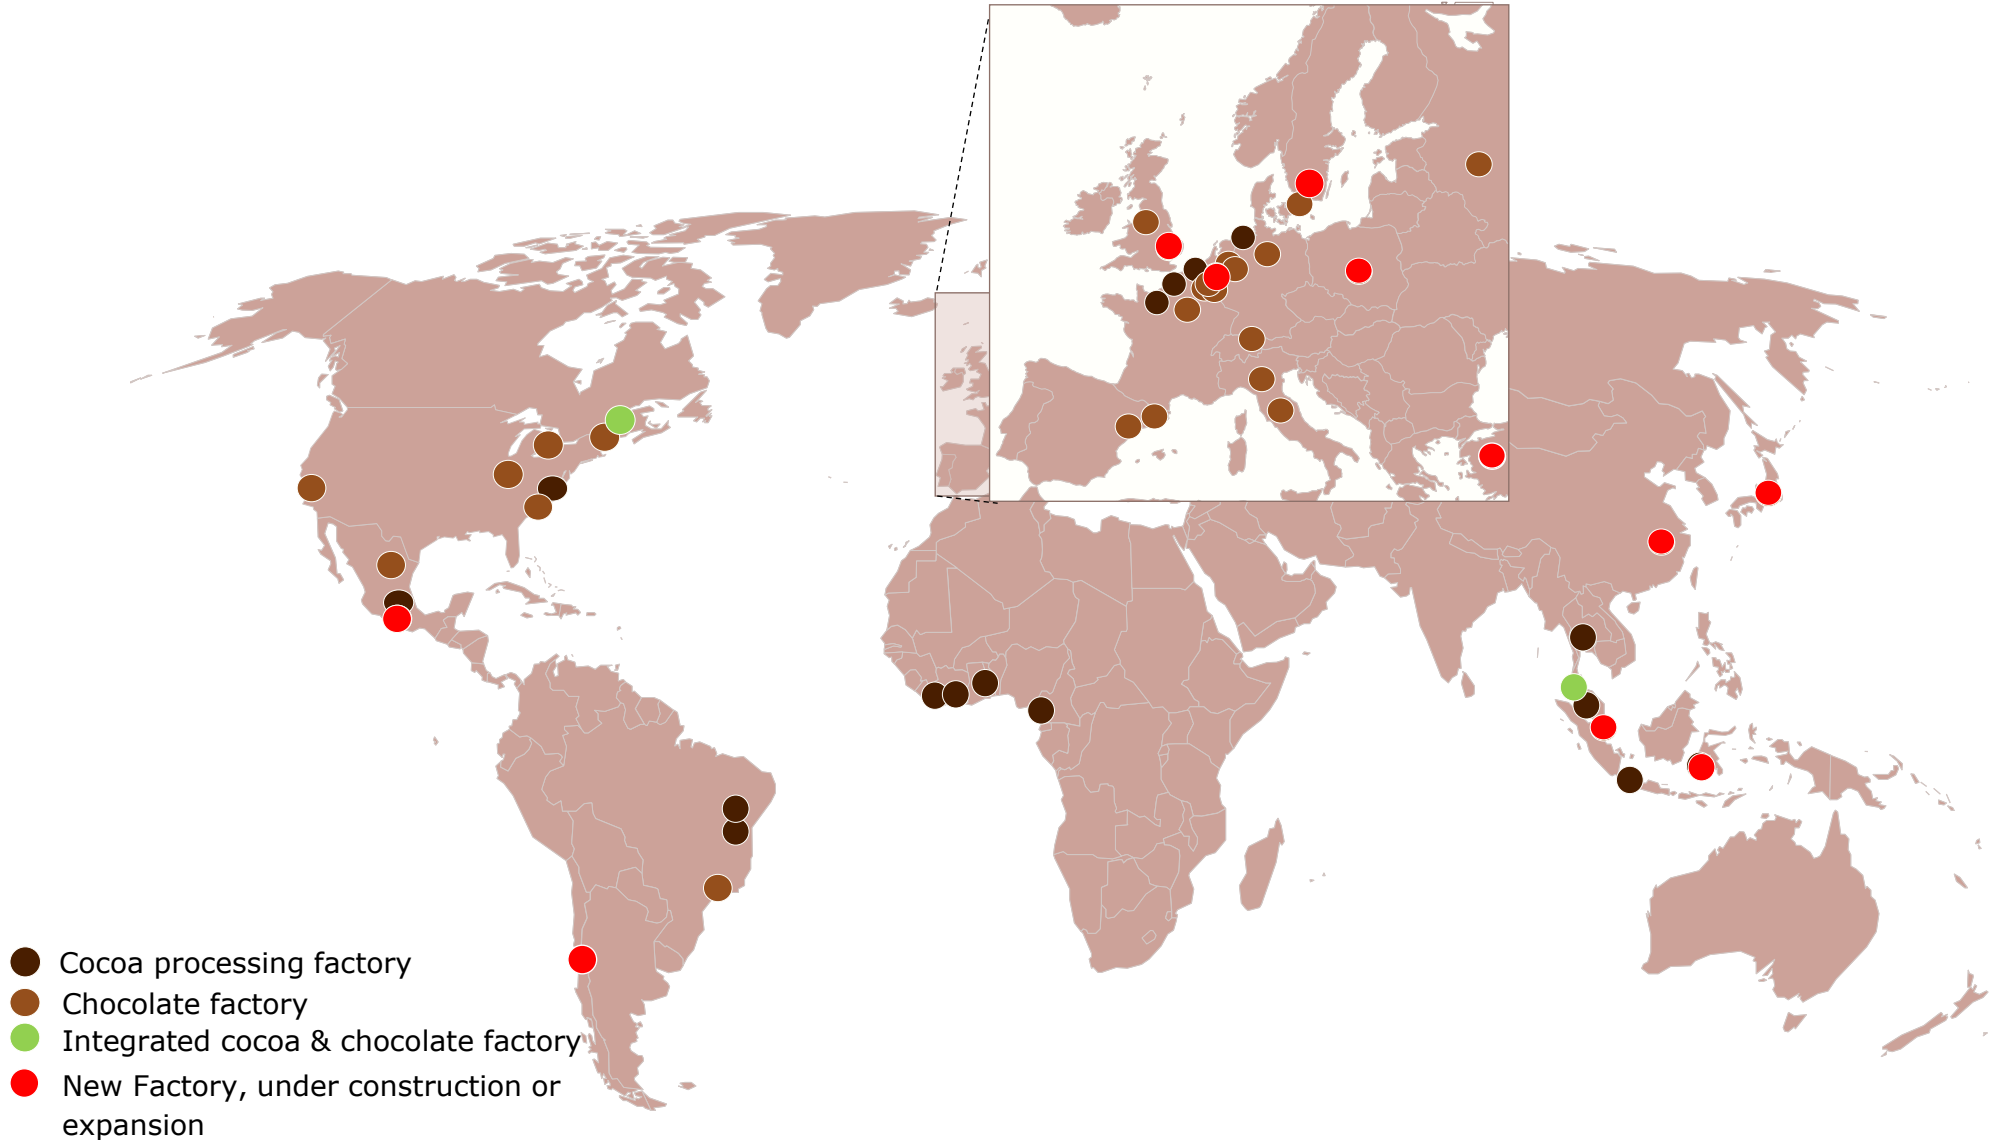 Cocoa processing factory
Chocolate factory
Integrated cocoa & chocolate factory
New Factory, under construction or
expansion